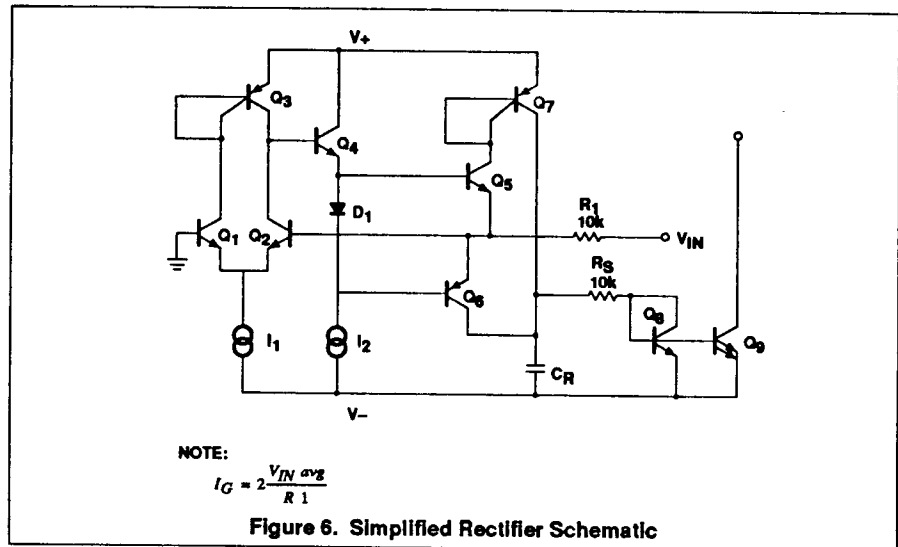 V+
Q3
Q7
Q4
Q5
D1
R1
10k
Q1
Q2
VIN
RS
10k
Q6
Q8
Q9
I1
I2
CR
V–
NOTE:
IG = 2 VIN avg / R 1
Figure 6. Simplified Rectifier Schematic